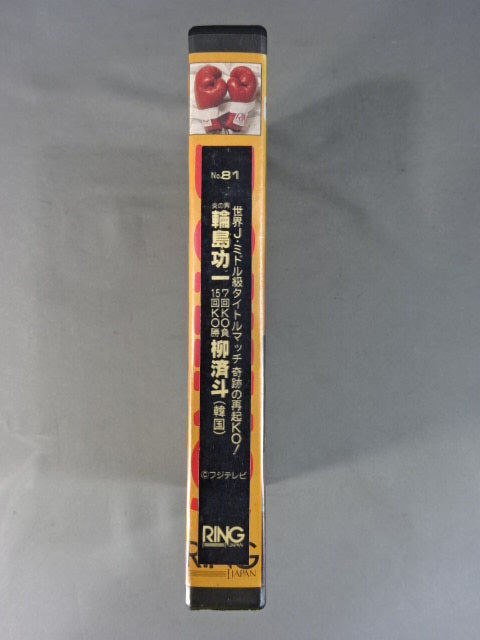 No.81
世界J・ミドル級タイトルマッチ 奇跡の再起KO!
炎の男
輪島功一
7回KO負
15回KO勝
柳済斗(韓国)
©フジテレビ
RING
JAPAN
RING
JAPAN